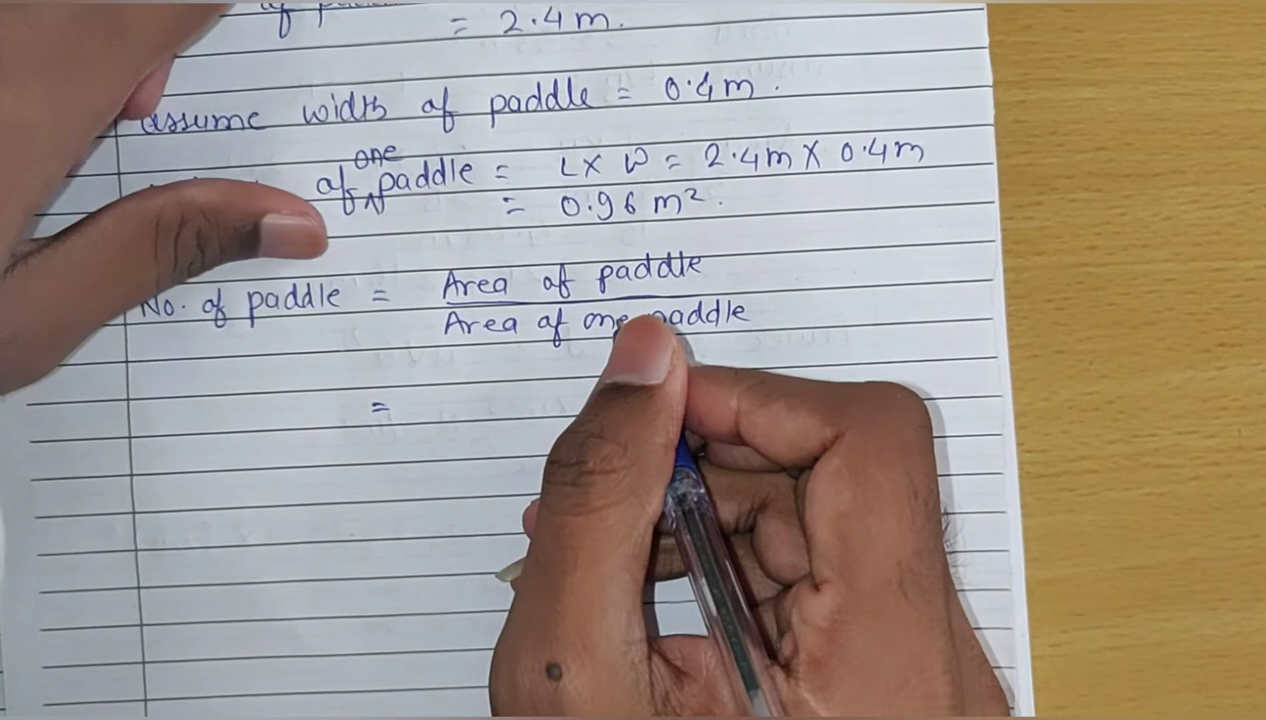 = 2.4 m.
Assume width of paddle = 0.4 m.
of one paddle = L X W = 2.4 m X 0.4 m
= 0.96 m².
No. of paddle = Area of paddle
Area of one paddle
=